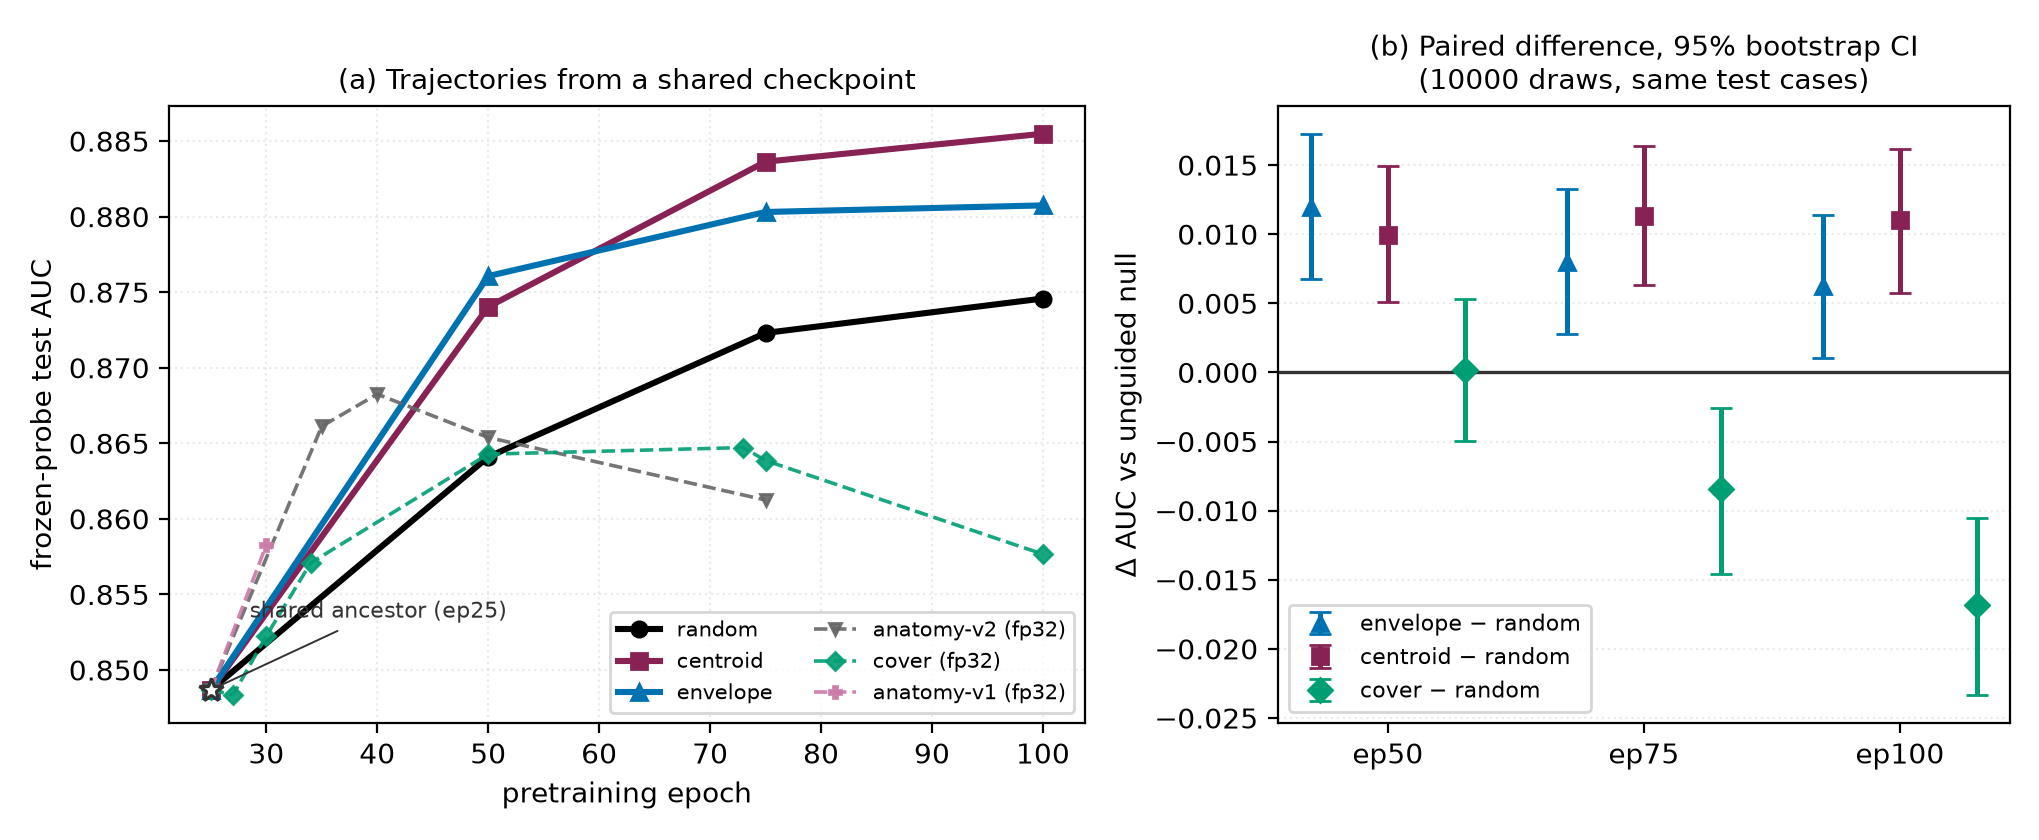 (a) Trajectories from a shared checkpoint
frozen-probe test AUC
0.885
0.880
0.875
0.870
0.865
0.860
0.855
0.850
shared ancestor (ep25)
random
centroid
envelope
anatomy-v2 (fp32)
cover (fp32)
anatomy-v1 (fp32)
30 40 50 60 70 80 90 100
pretraining epoch
(b) Paired difference, 95% bootstrap CI
(10000 draws, same test cases)
Δ AUC vs unguided null
0.015
0.010
0.005
0.000
−0.005
−0.010
−0.015
−0.020
−0.025
envelope − random
centroid − random
cover − random
ep50 ep75 ep100